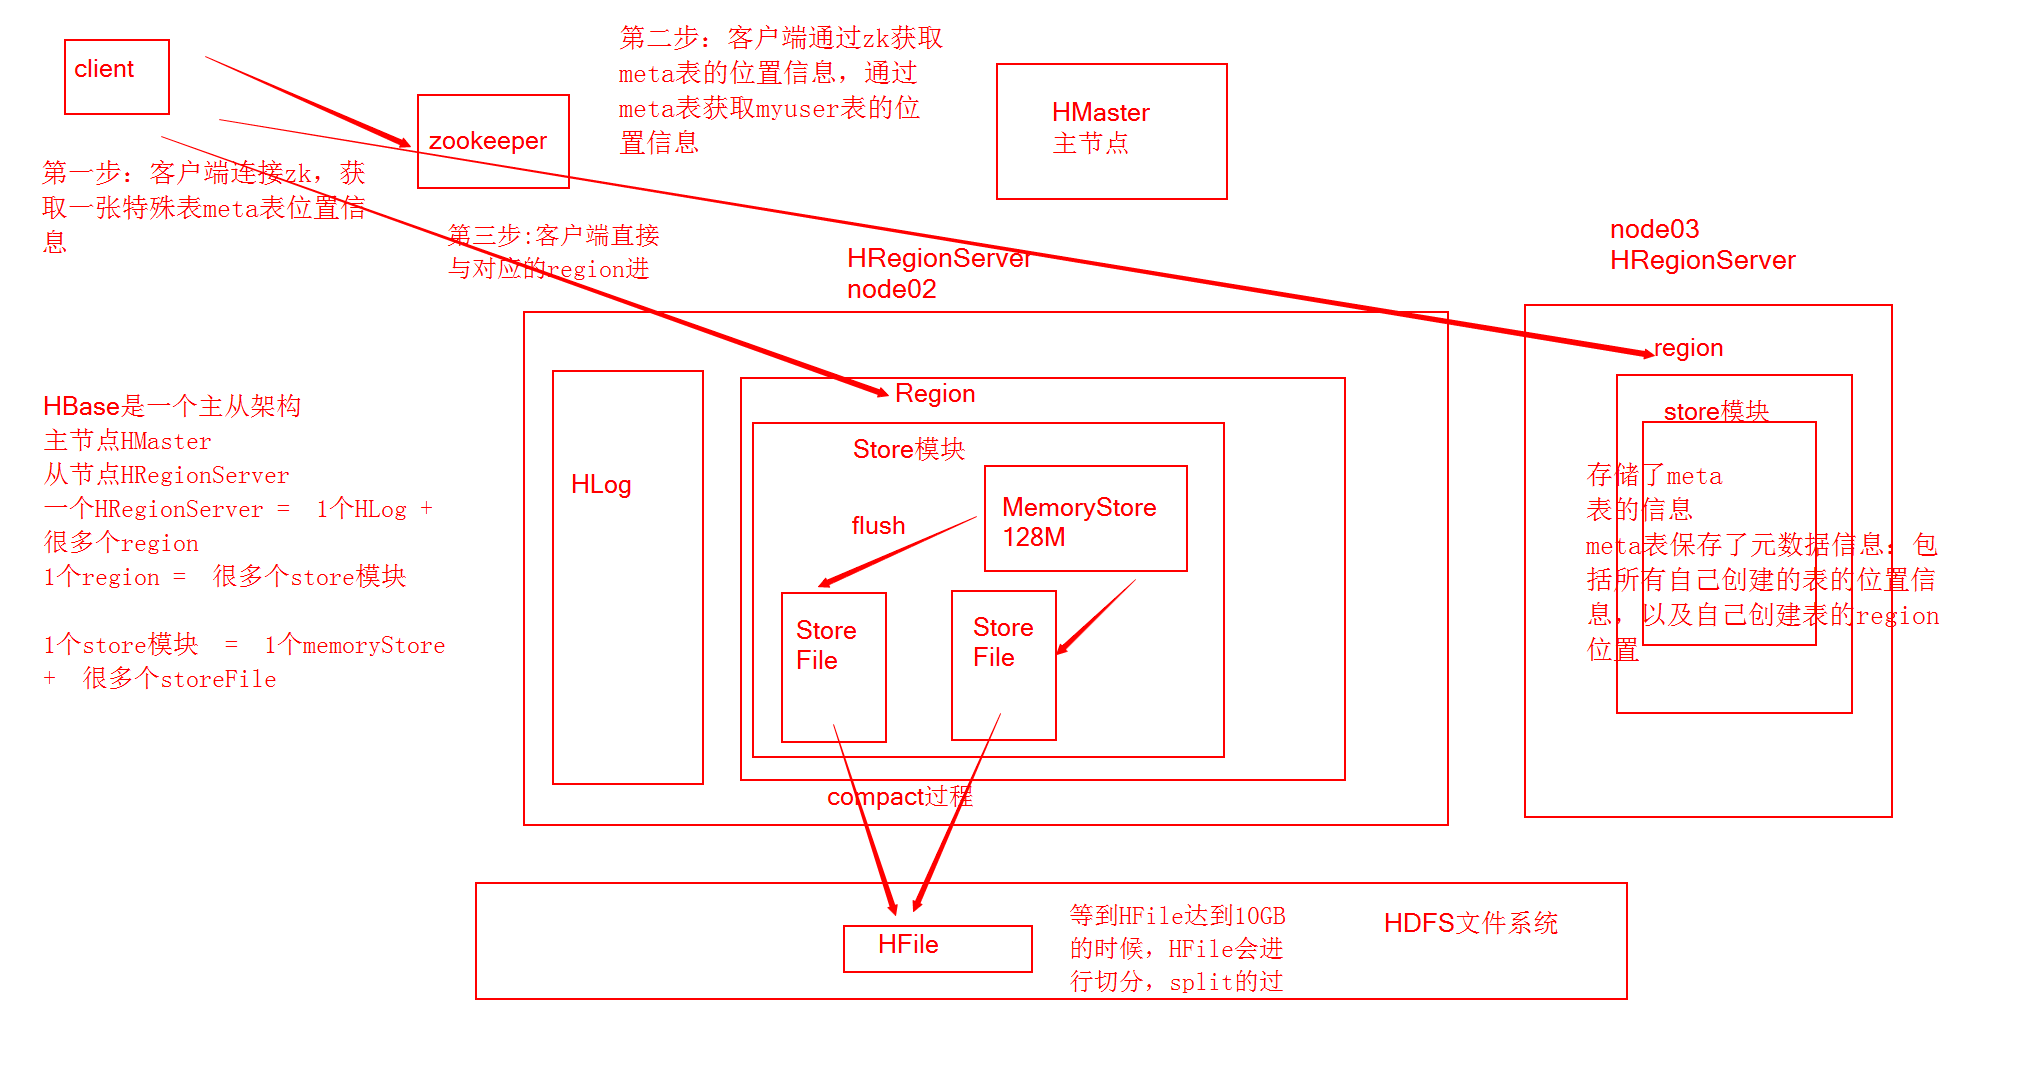 client
第一步：客户端连接zk，获
取一张特殊表meta表位置信
息
zookeeper
第二步：客户端通过zk获取
meta表的位置信息，通过
meta表获取myuser表的位
置信息
HMaster
主节点
第三步:客户端直接
与对应的region进
HRegionServer
node02
node03
HRegionServer
HBase是一个主从架构
主节点HMaster
从节点HRegionServer
一个HRegionServer = 1个HLog +
很多个region
1个region = 很多个store模块
1个store模块 = 1个memoryStore
+ 很多个storeFile
HLog
Region
Store模块
MemoryStore
128M
flush
Store
File
Store
File
compact过程
region
store模块
存储了meta
表的信息
meta表保存了元数据信息：包
括所有自己创建的表的位置信
息，以及自己创建表的region
位置
HFile
等到HFile达到10GB
的时候，HFile会进
行切分，split的过
HDFS文件系统